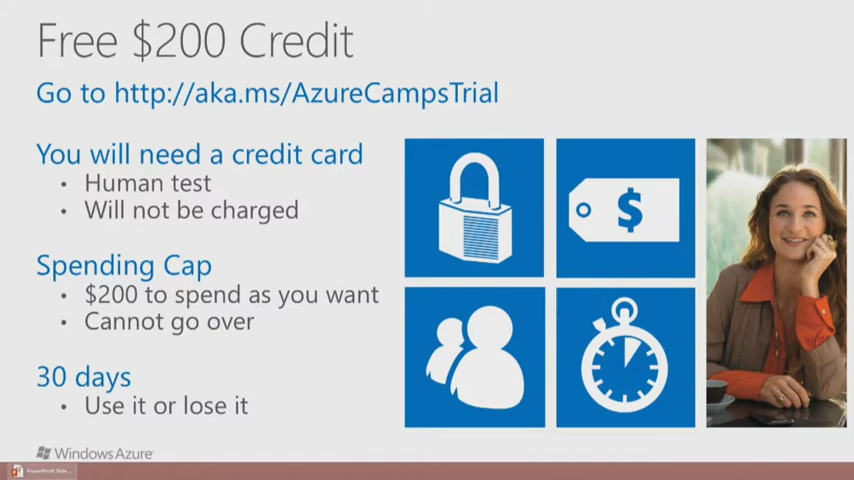 Free $200 Credit
Go to http://aka.ms/AzureCampsTrial
You will need a credit card
• Human test
• Will not be charged
$
Spending Cap
• $200 to spend as you want
• Cannot go over
30 days
• Use it or lose it
Windows Azure
PowerPoint Slide ...